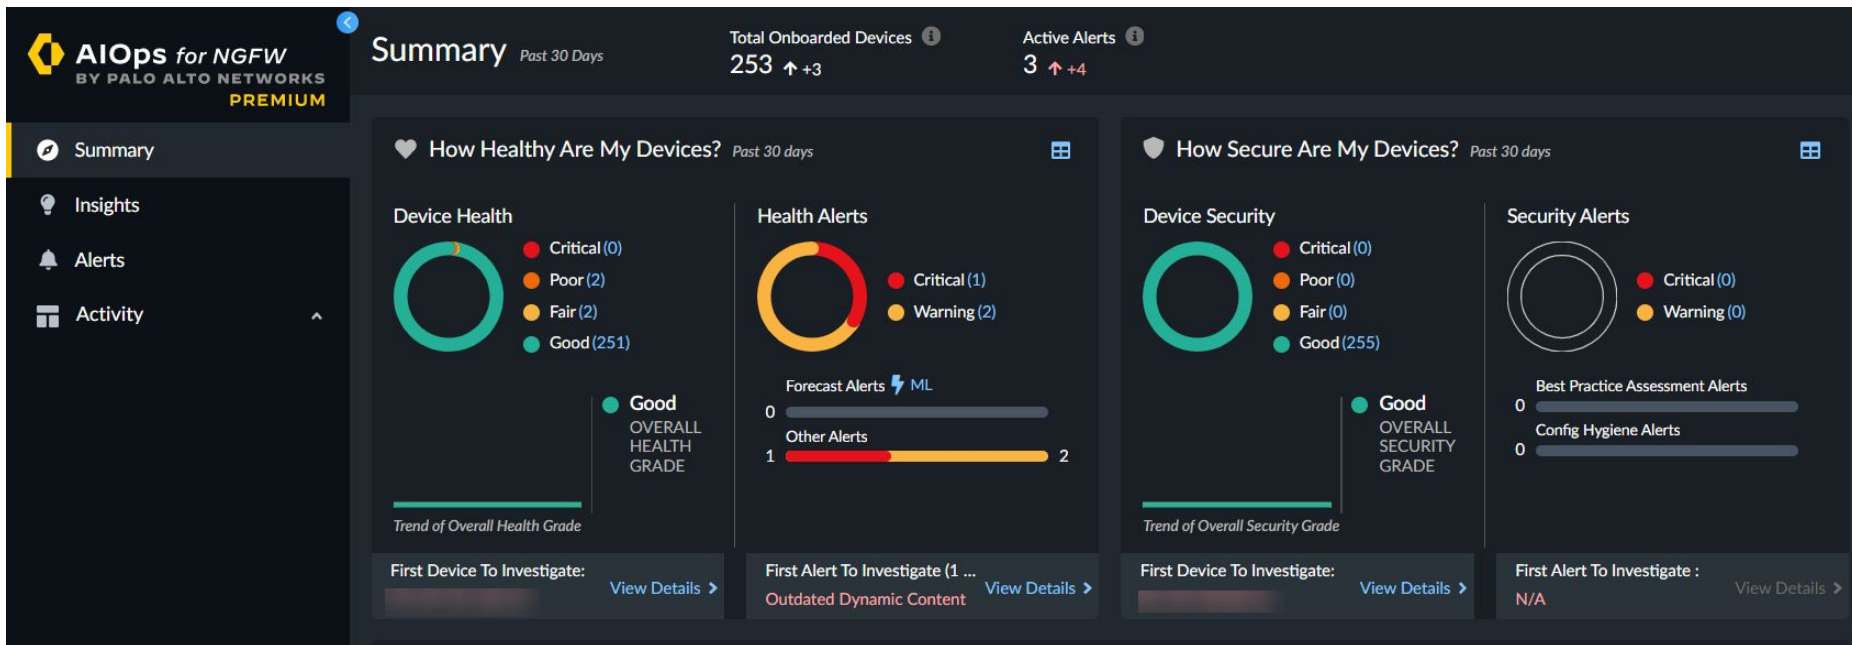 AIOps for NGFW
BY PALO ALTO NETWORKS
PREMIUM
Summary
Insights
Alerts
Activity
Summary Past 30 Days
Total Onboarded Devices
253 +3
Active Alerts
3 +4
How Healthy Are My Devices? Past 30 days
Device Health
Critical (0)
Poor (2)
Fair (2)
Good (251)
Good
OVERALL
HEALTH
GRADE
Trend of Overall Health Grade
First Device To Investigate:
View Details
Health Alerts
Critical (1)
Warning (2)
Forecast Alerts ML
0
Other Alerts
1 2
First Alert To Investigate (1 ...
Outdated Dynamic Content
View Details
How Secure Are My Devices? Past 30 days
Device Security
Critical (0)
Poor (0)
Fair (0)
Good (255)
Good
OVERALL
SECURITY
GRADE
Trend of Overall Security Grade
First Device To Investigate:
View Details
Security Alerts
Critical (0)
Warning (0)
Best Practice Assessment Alerts
0
Config Hygiene Alerts
0
First Alert To Investigate :
N/A
View Details